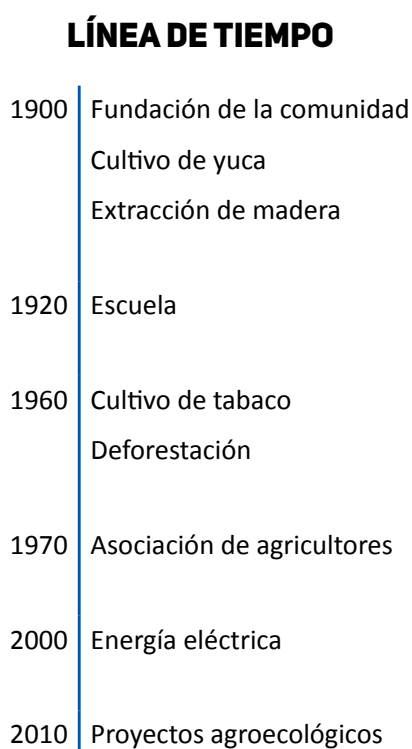 LÍNEA DE TIEMPO
1900 Fundación de la comunidad
Cultivo de yuca
Extracción de madera
1920 Escuela
1960 Cultivo de tabaco
Deforestación
1970 Asociación de agricultores
2000 Energía eléctrica
2010 Proyectos agroecológicos